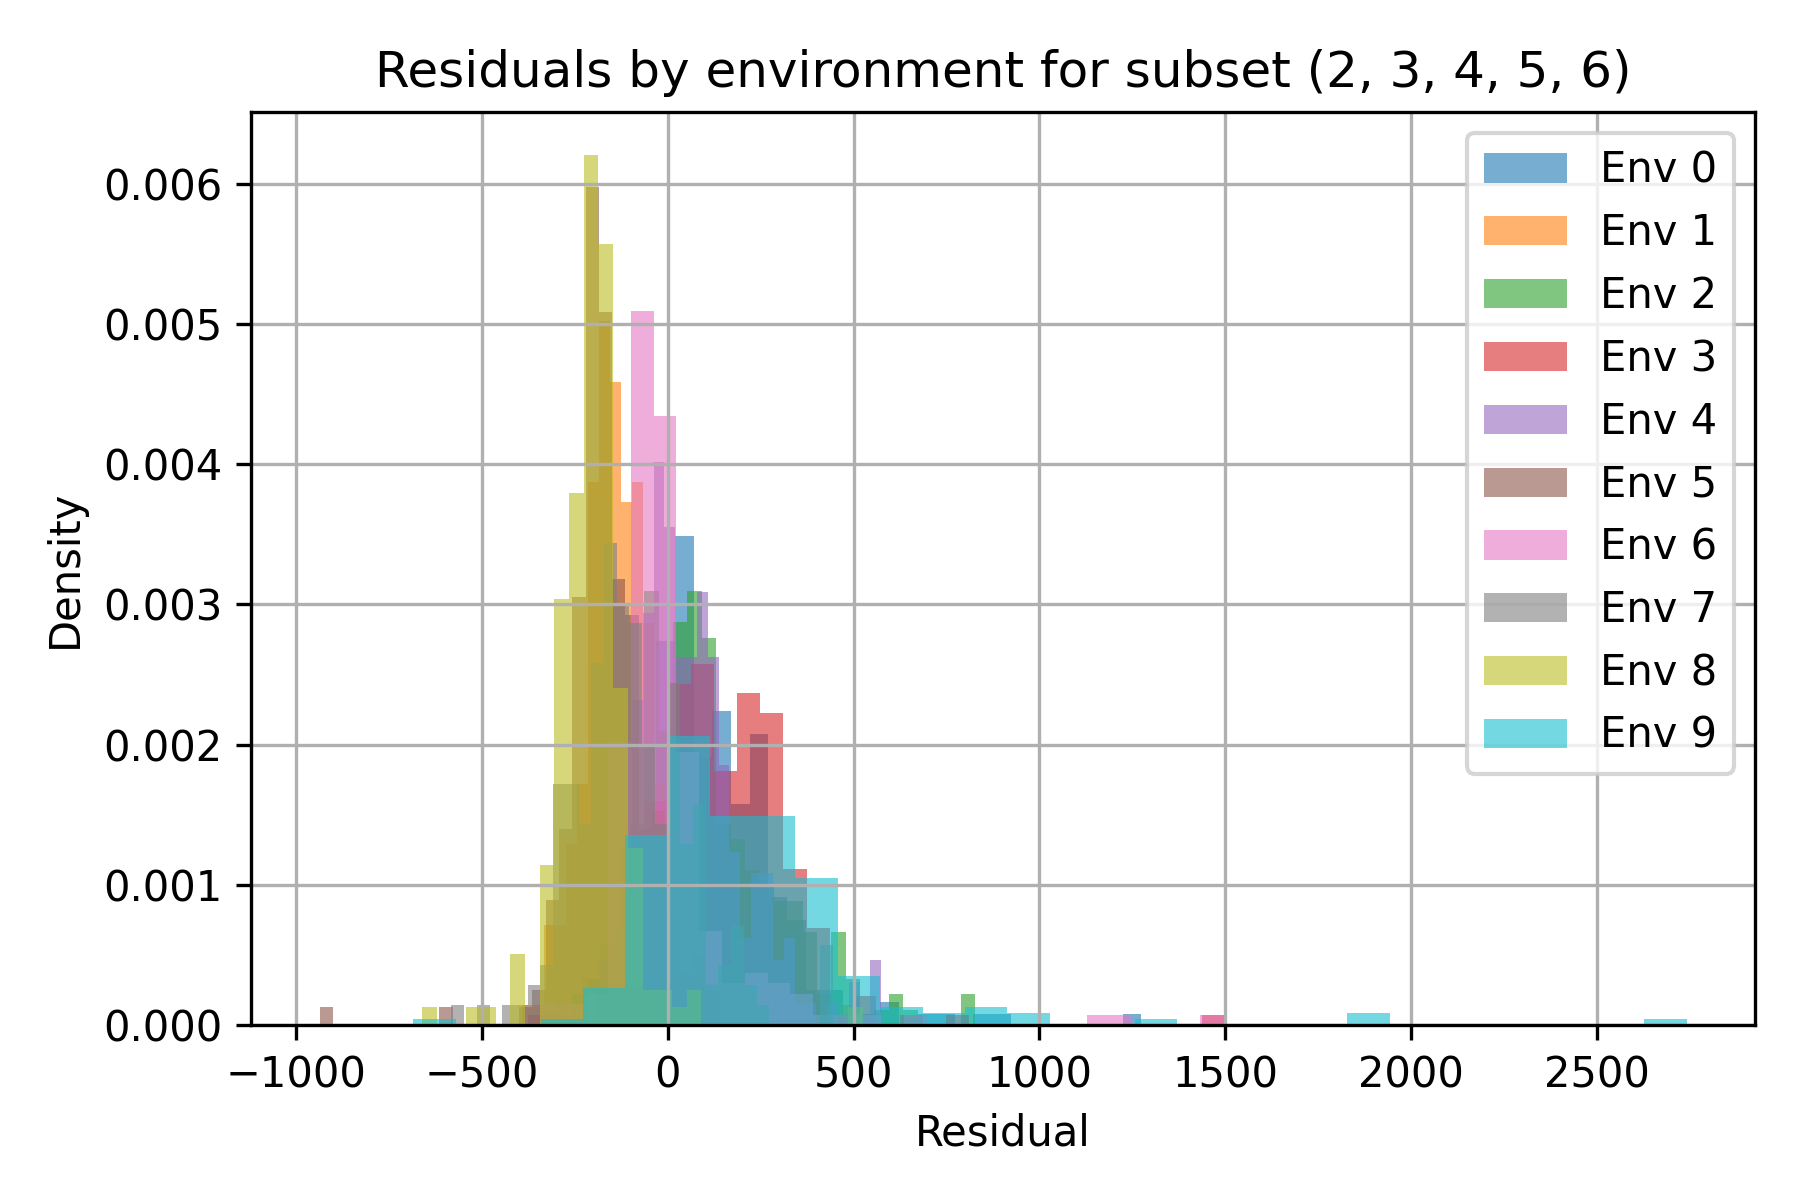 Residuals by environment for subset (2, 3, 4, 5, 6)
Density
0.006
0.005
0.004
0.003
0.002
0.001
0.000
−1000
−500
0
500
1000
1500
2000
2500
Residual
Env 0
Env 1
Env 2
Env 3
Env 4
Env 5
Env 6
Env 7
Env 8
Env 9